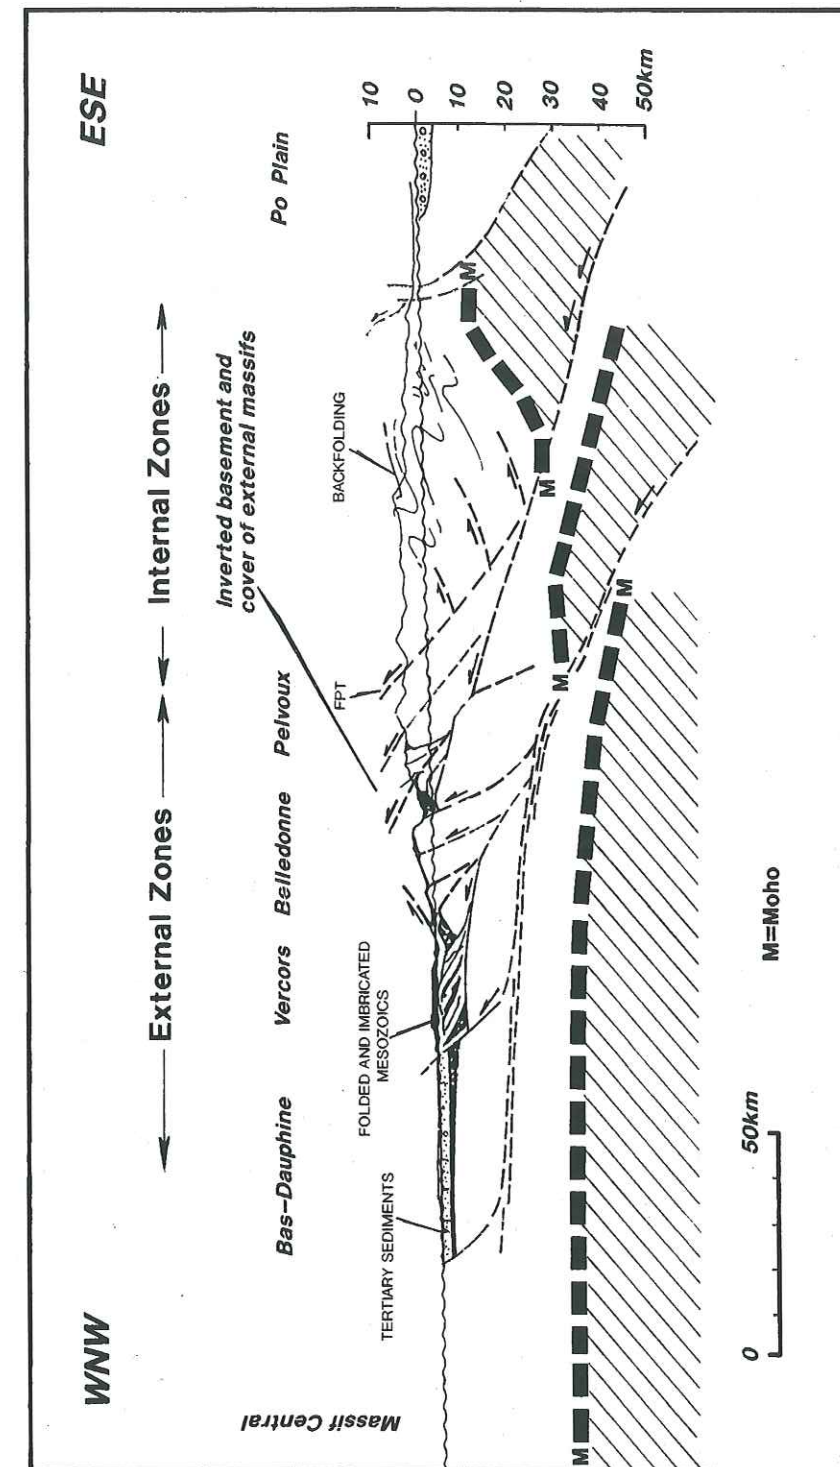 WNW
ESE
External Zones
Internal Zones
Massif Central
Bas-Dauphine
Vercors
Belledonne
Pelvoux
Inverted basement and
cover of external massifs
Po Plain
TERTIARY SEDIMENTS
FOLDED AND IMBRICATED
MESOZOICS
FPT
BACKFOLDING
10
0
10
20
30
40
50km
M
M
M
M
M
0
50km
M=Moho